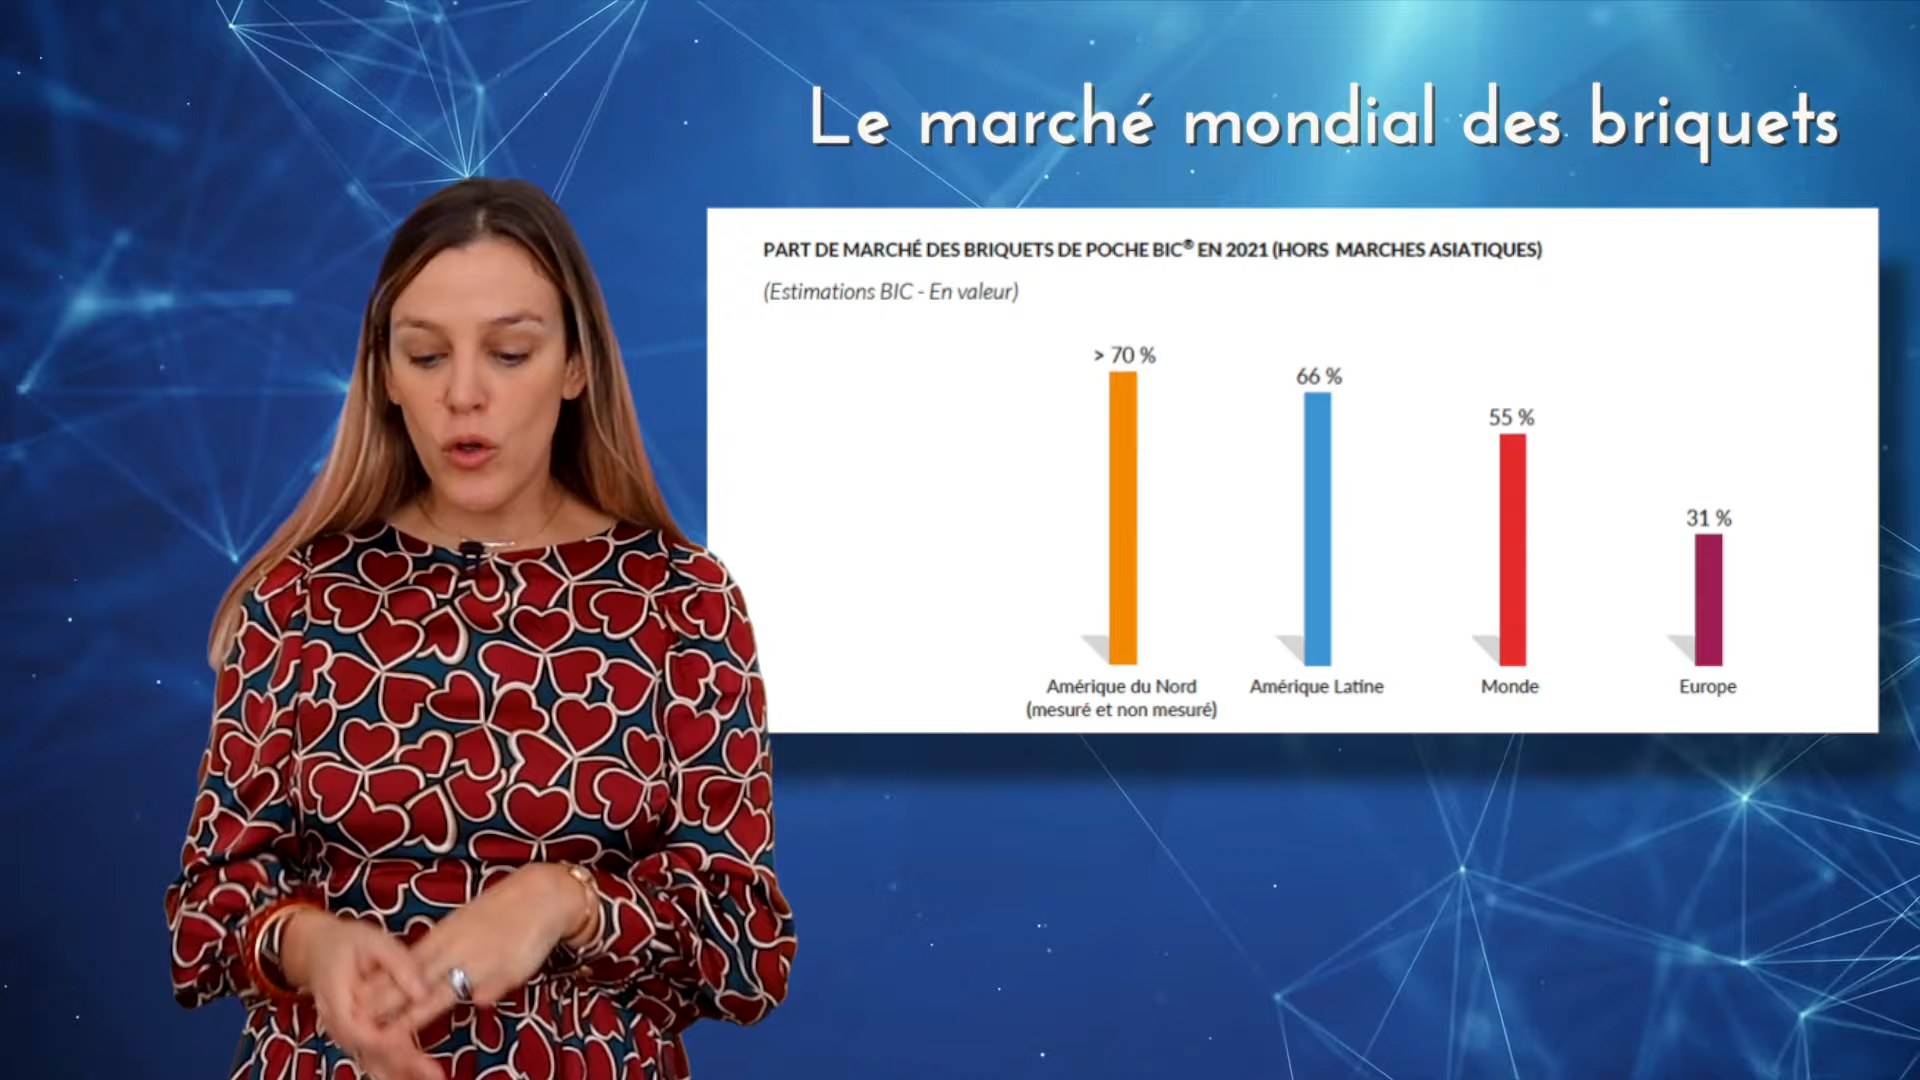 Le marché mondial des briquets
PART DE MARCHÉ DES BRIQUETS DE POCHE BIC® EN 2021 (HORS MARCHES ASIATIQUES)
(Estimations BIC - En valeur)
> 70 %
66 %
55 %
31 %
Amérique du Nord
(mesuré et non mesuré)
Amérique Latine
Monde
Europe